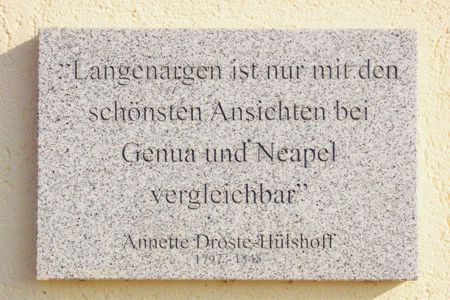 "Langenargen ist nur mit den
schönsten Ansichten bei
Genua und Neapel
vergleichbar"
Annette Droste-Hülshoff
1797 - 1848